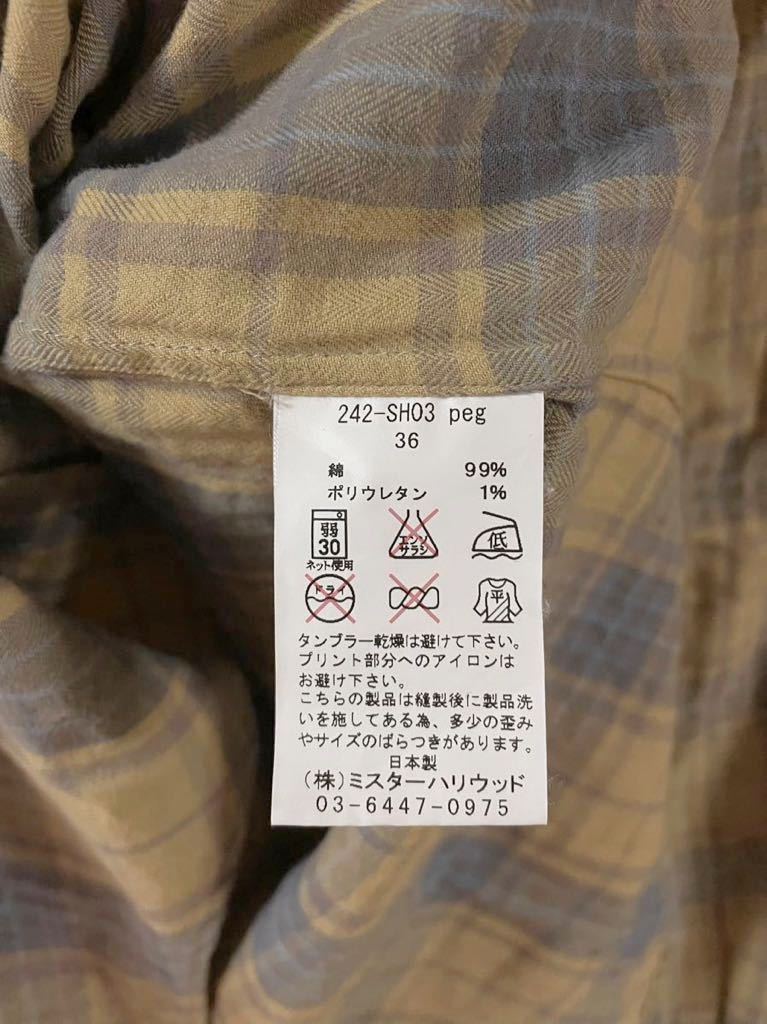 242-SH03 peg
36
綿 99%
ポリウレタン 1%
弱
30
エンソ
サラシ
低
ネット使用
ドライ
平
タンブラー乾燥は避けて下さい。
プリント部分へのアイロンは
お避け下さい。
こちらの製品は縫製後に製品洗
いを施してある為、多少の歪み
やサイズのばらつきがあります。
日本製
(株)ミスターハリウッド
03-6447-0975